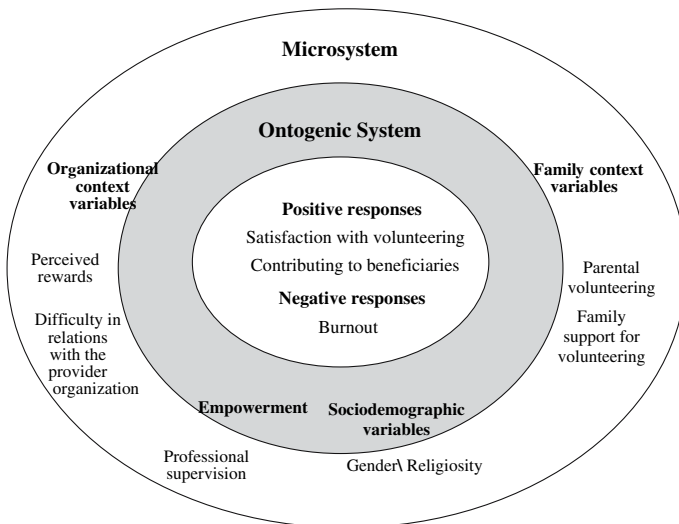 Microsystem
Ontogenic System
Organizational
context
variables
Family context
variables
Positive responses
Satisfaction with volunteering
Contributing to beneficiaries
Negative responses
Burnout
Perceived
rewards
Difficulty in
relations
with the
provider
organization
Parental
volunteering
Family
support for
volunteering
Empowerment
Sociodemographic
variables
Professional
supervision
Gender\ Religiosity